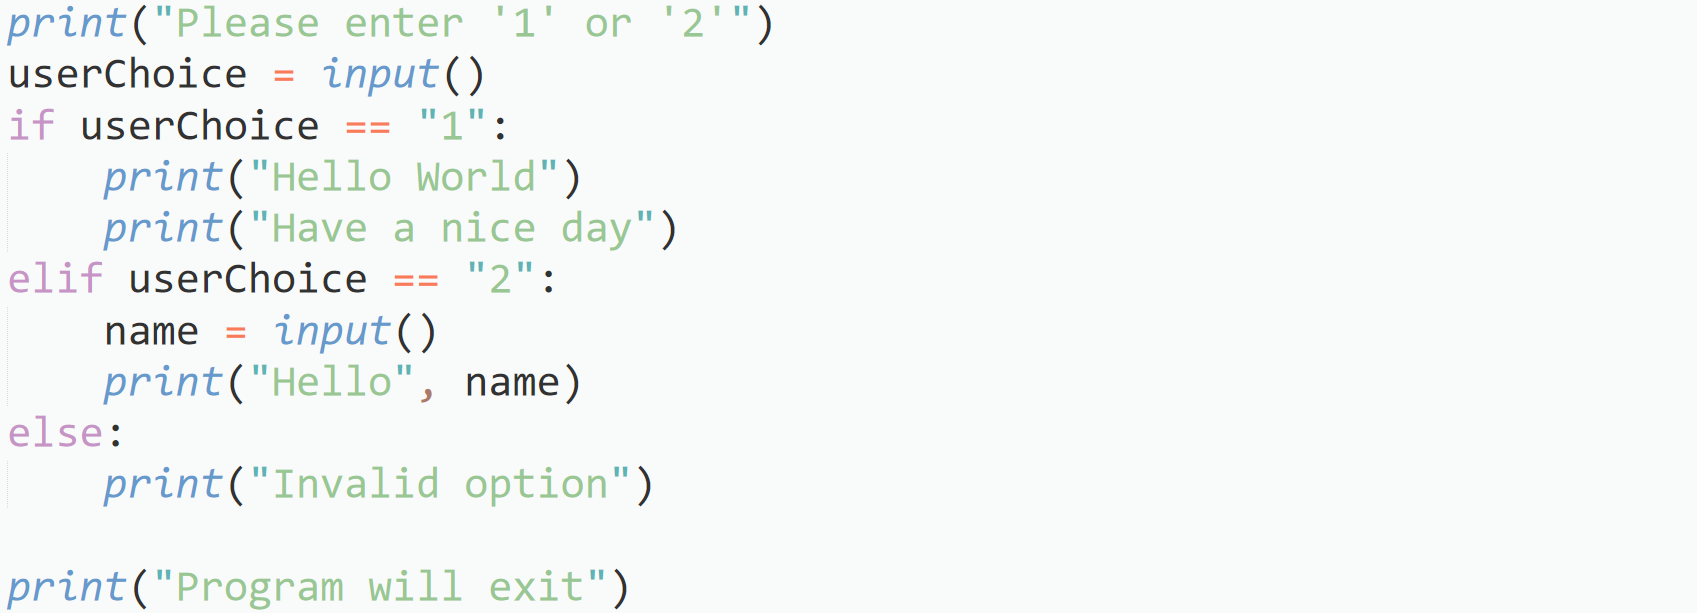 print("Please enter '1' or '2'")
userChoice = input()
if userChoice == "1":
    print("Hello World")
    print("Have a nice day")
elif userChoice == "2":
    name = input()
    print("Hello", name)
else:
    print("Invalid option")

print("Program will exit")